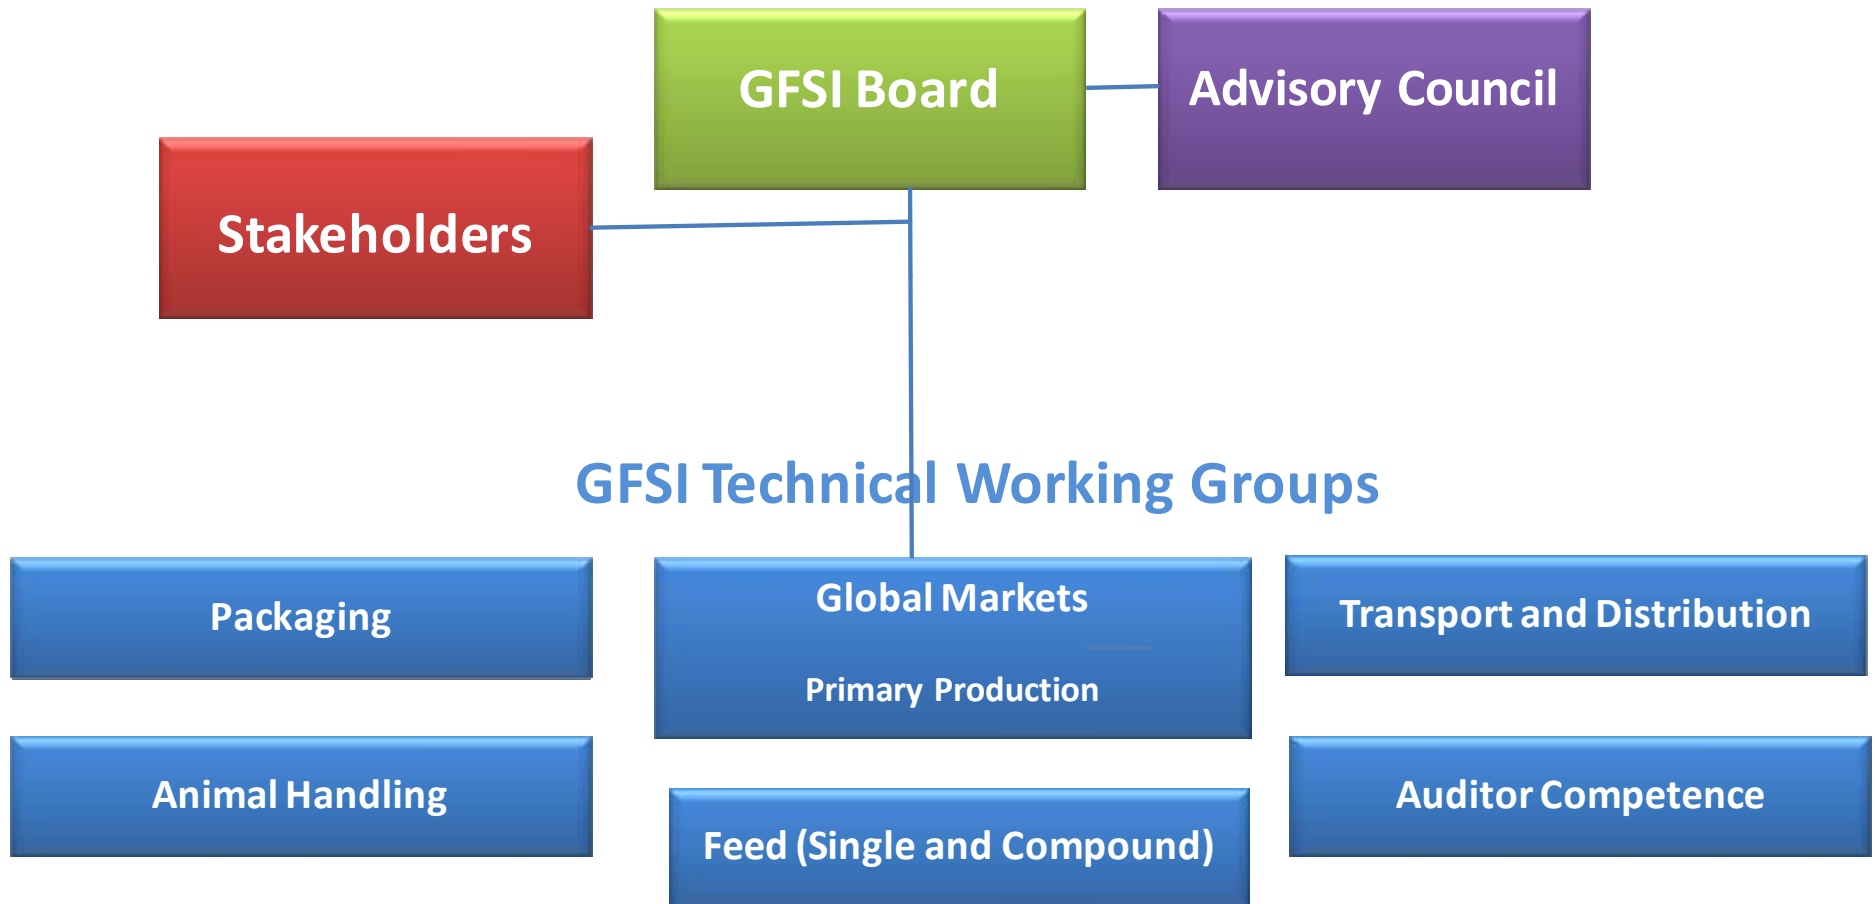 GFSI Board
Advisory Council
Stakeholders
GFSI Technical Working Groups
Packaging
Global Markets
Primary Production
Transport and Distribution
Animal Handling
Feed (Single and Compound)
Auditor Competence